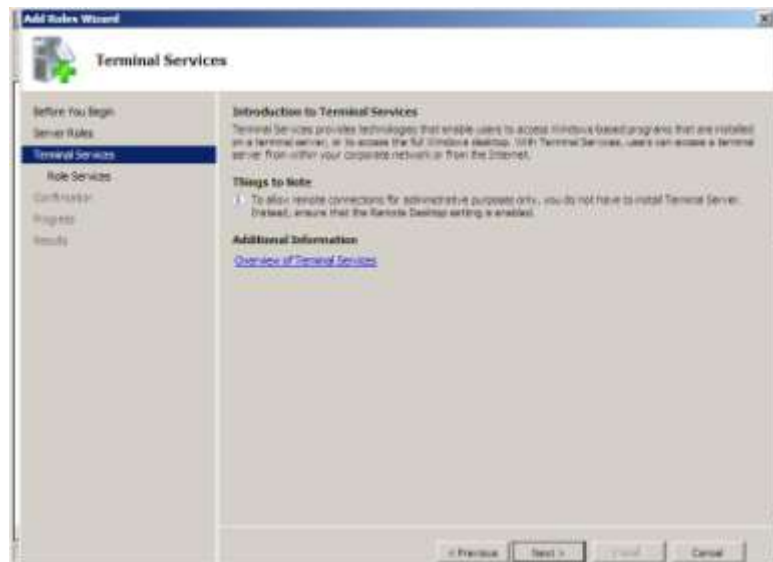 Add Roles Wizard
Terminal Services
Before You Begin
Server Roles
Terminal Services
Role Services
Confirmation
Progress
Results
Introduction to Terminal Services
Terminal Services provides technologies that enable users to access Windows-based programs that are installed
on a terminal server, or to access the full Windows desktop. With Terminal Services, users can access a terminal
server from within your corporate network or from the Internet.
Things to Note
To allow remote connections for administrative purposes only, you do not have to install Terminal Server.
Instead, ensure that the Remote Desktop setting is enabled.
Additional Information
Overview of Terminal Services
< Previous
Next >
Install
Cancel